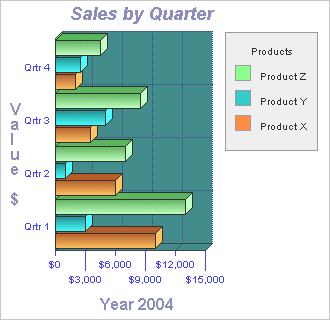 Sales by Quarter
Products
Product Z
Product Y
Product X
Qrtr 4
Qrtr 3
Qrtr 2
Qrtr 1
Value $
$0
$3,000
$6,000
$9,000
$12,000
$15,000
Year 2004